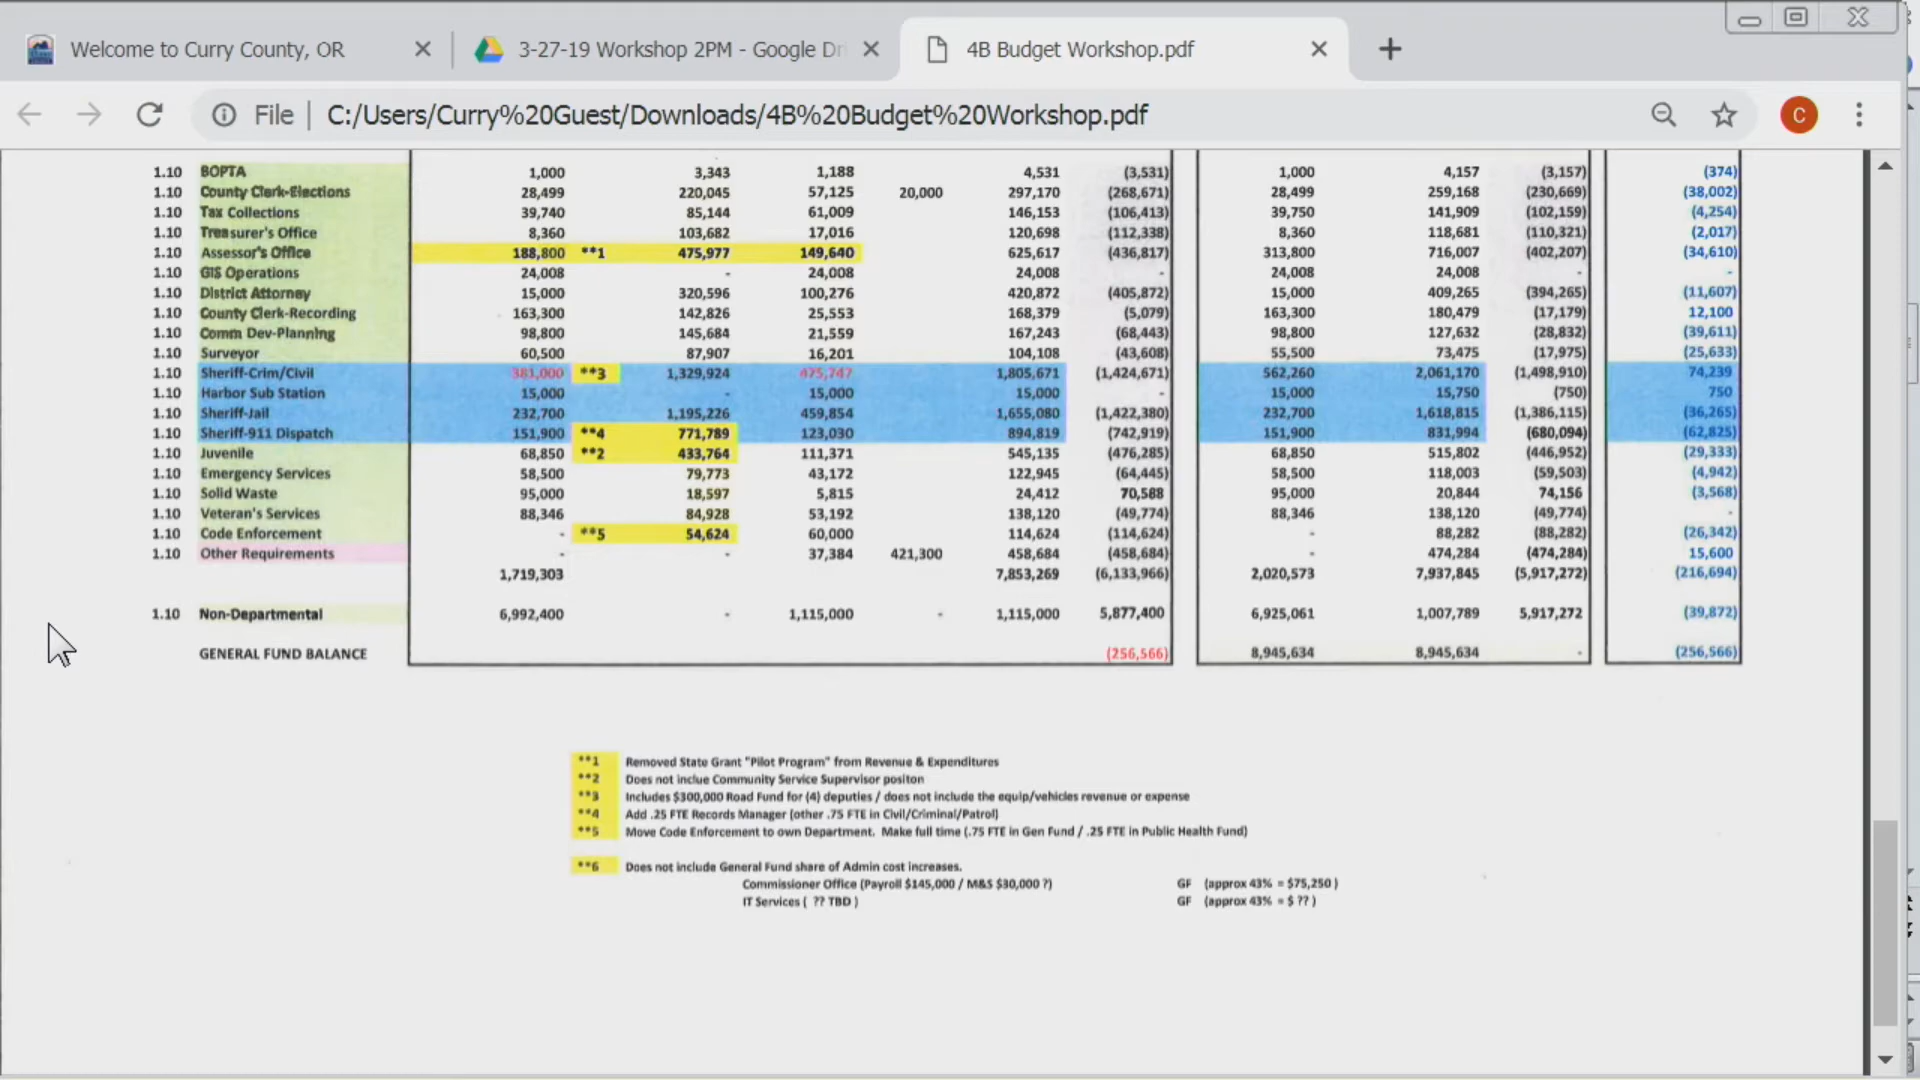 Welcome to Curry County, OR
3-27-19 Workshop 2PM - Google Dr
4B Budget Workshop.pdf
File | C:/Users/Curry%20Guest/Downloads/4B%20Budget%20Workshop.pdf
C
1.10 BOPTA 1,000 3,343 1,188 4,531 (3,531) 1,000 4,157 (3,157) (374)
1.10 County Clerk-Elections 28,499 220,045 57,125 20,000 297,170 (268,671) 28,499 259,168 (230,669) (38,002)
1.10 Tax Collections 39,740 85,144 61,009 146,153 (106,413) 39,750 141,909 (102,159) (4,254)
1.10 Treasurer's Office 8,360 103,682 17,016 120,698 (112,338) 8,360 118,681 (110,321) (2,017)
1.10 Assessor's Office 188,800 **1 475,977 149,640 625,617 (436,817) 313,800 716,007 (402,207) (34,610)
1.10 GIS Operations 24,008 - 24,008 24,008 - 24,008 24,008 - -
1.10 District Attorney 15,000 320,596 100,276 420,872 (405,872) 15,000 409,265 (394,265) (11,607)
1.10 County Clerk-Recording 163,300 142,826 25,553 168,379 (5,079) 163,300 180,479 (17,179) 12,100
1.10 Comm Dev-Planning 98,800 145,684 21,559 167,243 (68,443) 98,800 127,632 (28,832) (39,611)
1.10 Surveyor 60,500 87,907 16,201 104,108 (43,608) 55,500 73,475 (17,975) (25,633)
1.10 Sheriff-Crim/Civil 381,000 **3 1,329,924 475,747 1,805,671 (1,424,671) 562,260 2,061,170 (1,498,910) 74,239
1.10 Harbor Sub Station 15,000 - 15,000 15,000 - 15,000 15,750 (750) 750
1.10 Sheriff-Jail 232,700 1,195,226 459,854 1,655,080 (1,422,380) 232,700 1,618,815 (1,386,115) (36,265)
1.10 Sheriff-911 Dispatch 151,900 **4 771,789 123,030 894,819 (742,919) 151,900 831,994 (680,094) (62,825)
1.10 Juvenile 68,850 **2 433,764 111,371 545,135 (476,285) 68,850 515,802 (446,952) (29,333)
1.10 Emergency Services 58,500 79,773 43,172 122,945 (64,445) 58,500 118,003 (59,503) (4,942)
1.10 Solid Waste 95,000 18,597 5,815 24,412 70,588 95,000 20,844 74,156 (3,568)
1.10 Veteran's Services 88,346 84,928 53,192 138,120 (49,774) 88,346 138,120 (49,774) -
1.10 Code Enforcement - **5 54,624 60,000 114,624 (114,624) - 88,282 (88,282) (26,342)
1.10 Other Requirements - - 37,384 421,300 458,684 (458,684) - 474,284 (474,284) 15,600
1,719,303 7,853,269 (6,133,966) 2,020,573 7,937,845 (5,917,272) (216,694)
1.10 Non-Departmental 6,992,400 - 1,115,000 - 1,115,000 5,877,400 6,925,061 1,007,789 5,917,272 (39,872)
GENERAL FUND BALANCE (256,566) 8,945,634 8,945,634 - (256,566)
**1 Removed State Grant "Pilot Program" from Revenue & Expenditures
**2 Does not inclue Community Service Supervisor positon
**3 Includes $300,000 Road Fund for (4) deputies / does not include the equip/vehicles revenue or expense
**4 Add .25 FTE Records Manager (other .75 FTE in Civil/Criminal/Patrol)
**5 Move Code Enforcement to own Department. Make full time (.75 FTE in Gen Fund / .25 FTE in Public Health Fund)
**6 Does not include General Fund share of Admin cost increases.
Commissioner Office (Payroll $145,000 / M&S $30,000 ?) GF (approx 43% = $75,250 )
IT Services ( ?? TBD ) GF (approx 43% = $ ?? )